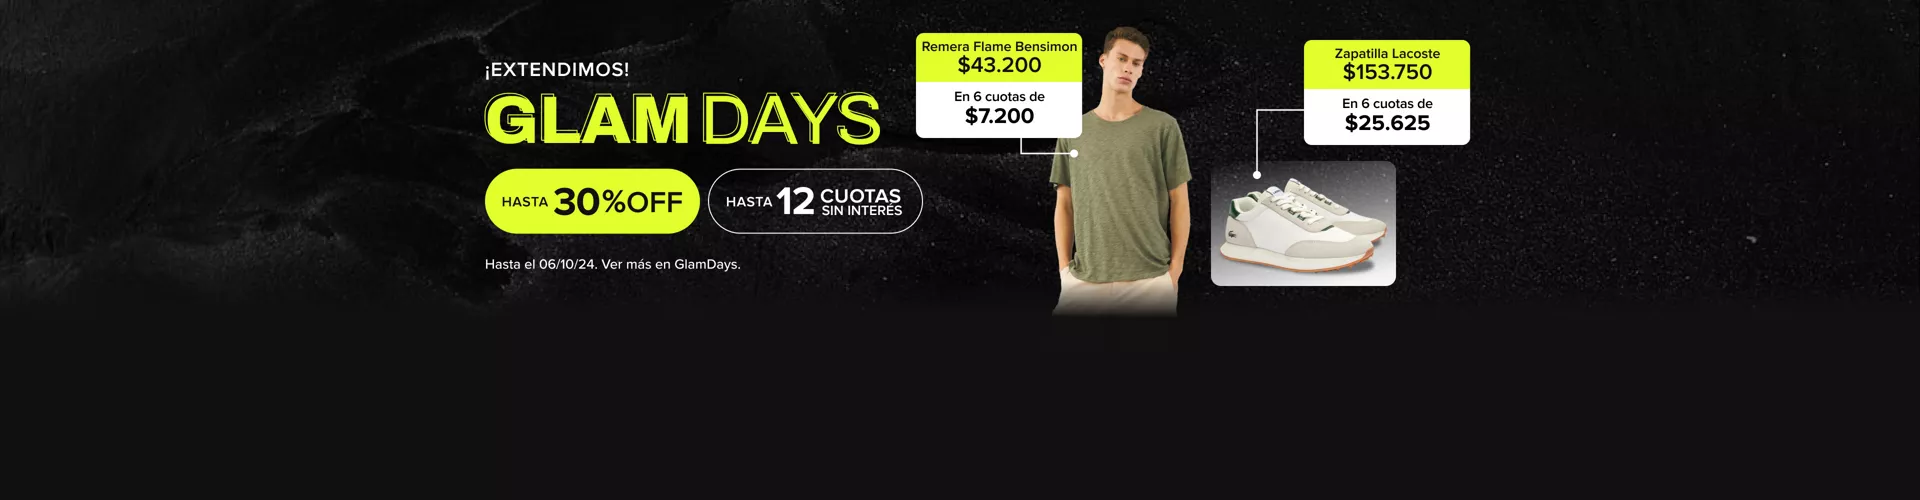 ¡EXTENDIMOS!
GLAM DAYS
HASTA 30%OFF
HASTA 12 CUOTAS
SIN INTERÉS
Hasta el 06/10/24. Ver más en GlamDays.
Remera Flame Bensimon
$43.200
En 6 cuotas de
$7.200
Zapatilla Lacoste
$153.750
En 6 cuotas de
$25.625